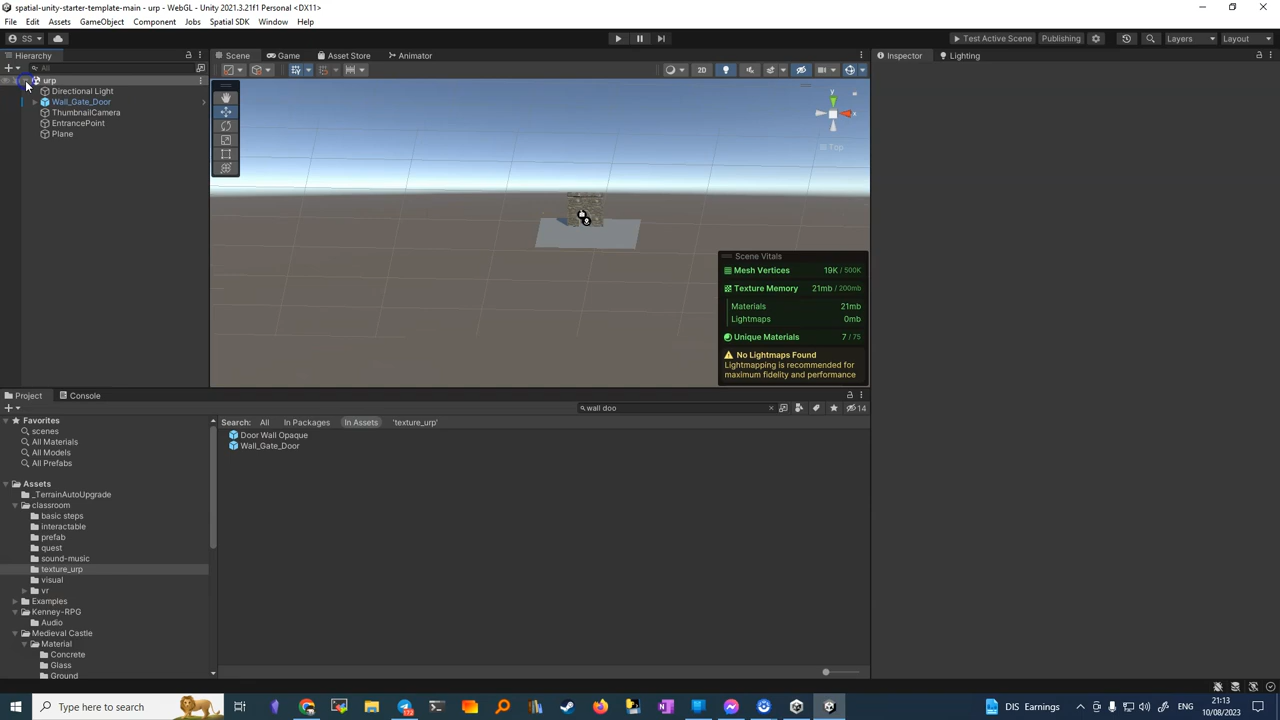 spatial-unity-starter-template-main - urp - WebGL - Unity 2021.3.21f1 Personal <DX11>
File Edit Assets GameObject Component Jobs Spatial SDK Window Help
SS Test Active Scene Publishing Layers Layout
Hierarchy Scene Game Asset Store Animator Inspector Lighting
All 2D
urp
Directional Light
Wall_Gate_Door
ThumbnailCamera
EntrancePoint
Plane
y
x
Top
Scene Vitals
Mesh Vertices 19K / 500K
Texture Memory 21mb / 200mb
Materials 21mb
Lightmaps 0mb
Unique Materials 7 / 75
No Lightmaps Found
Lightmapping is recommended for
maximum fidelity and performance
Project Console
wall doo 14
Favorites
scenes
All Materials
All Models
All Prefabs
Assets
_TerrainAutoUpgrade
classroom
basic steps
interactable
prefab
quest
sound-music
texture_urp
visual
vr
Examples
Kenney-RPG
Audio
Medieval Castle
Material
Concrete
Glass
Ground
Search: All In Packages In Assets 'texture_urp'
Door Wall Opaque
Wall_Gate_Door
Type here to search
DIS Earnings
21:13
10/08/2023